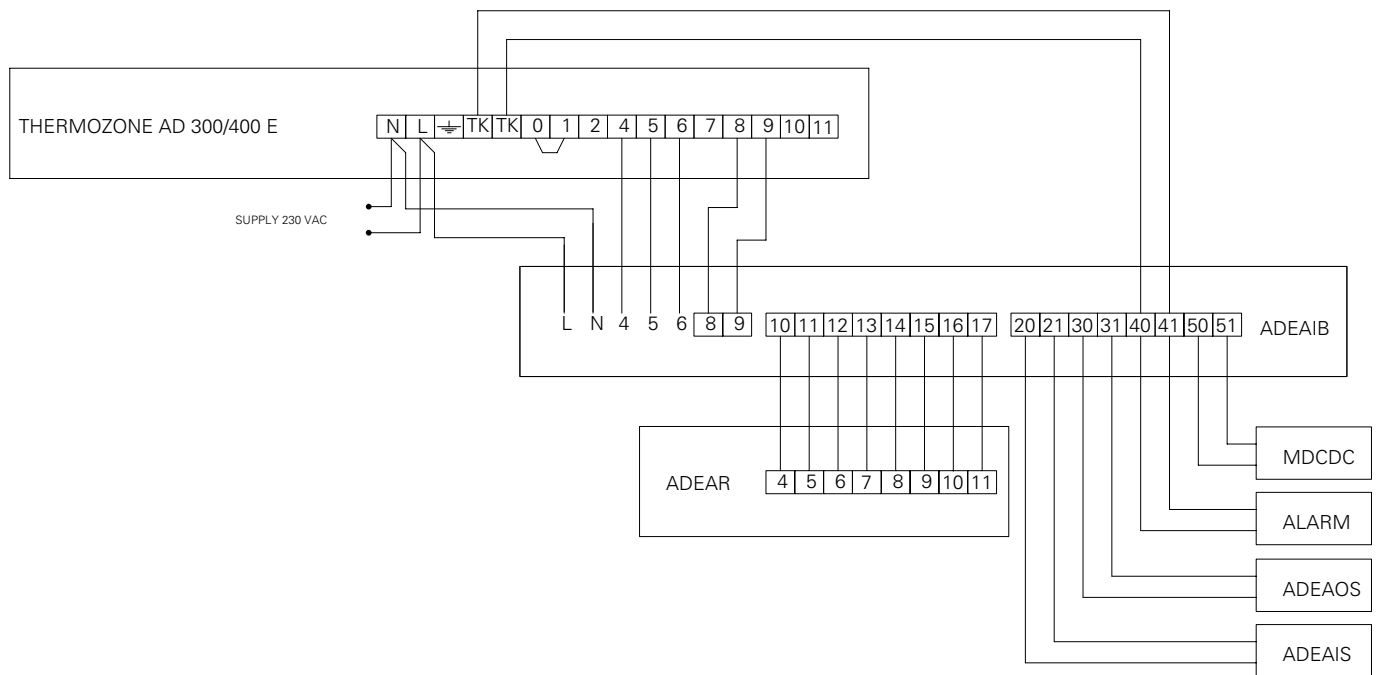 THERMOZONE AD 300/400 E
N L TK TK 0 1 2 4 5 6 7 8 9 10 11
SUPPLY 230 VAC
L N 4 5 6 8 9 10 11 12 13 14 15 16 17 20 21 30 31 40 41 50 51 ADEAIB
MDCDC
ADEAR 4 5 6 7 8 9 10 11
ALARM
ADEAOS
ADEAIS